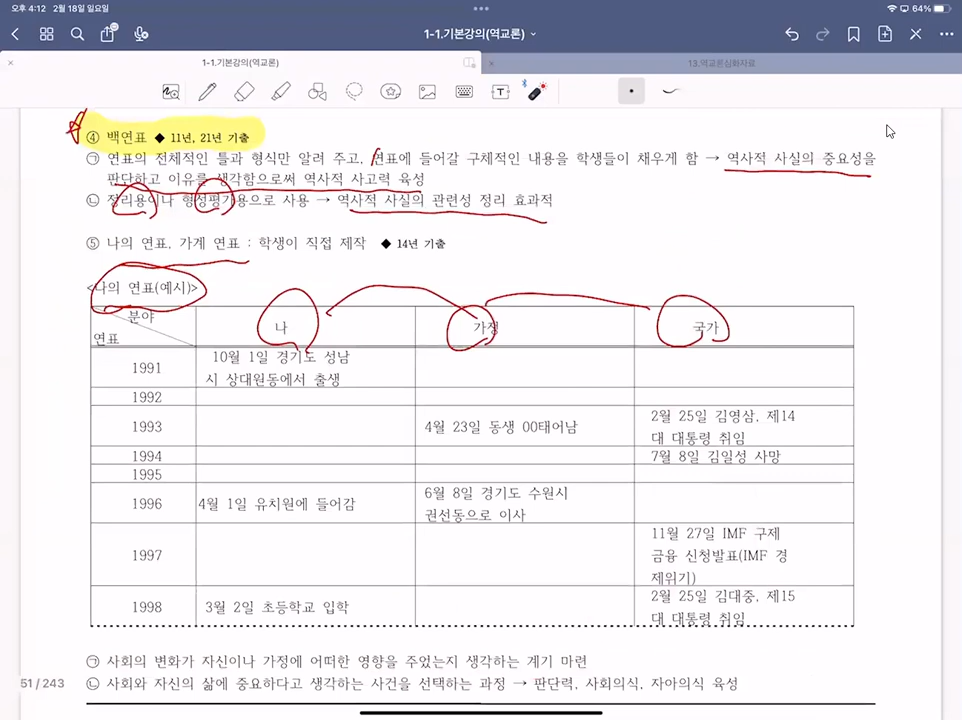 오후 4:12 2월 18일 일요일
64%
1-1.기본강의(역교론)
1-1.기본강의(역교론)
13.역교론심화자료
④ 백연표 ◆ 11년, 21년 기출
㉠ 연표의 전체적인 틀과 형식만 알려 주고, 연표에 들어갈 구체적인 내용을 학생들이 채우게 함 → 역사적 사실의 중요성을
판단하고 이유를 생각함으로써 역사적 사고력 육성
㉡ 정리용이나 형성평가용으로 사용 → 역사적 사실의 관련성 정리 효과적
⑤ 나의 연표, 가계 연표 : 학생이 직접 제작 ◆ 14년 기출
<나의 연표(예시)>
분야
연표
나 가정 국가
1991 10월 1일 경기도 성남
시 상대원동에서 출생
1992
1993 4월 23일 동생 00태어남 2월 25일 김영삼, 제14
대 대통령 취임
1994 7월 8일 김일성 사망
1995
1996 4월 1일 유치원에 들어감 6월 8일 경기도 수원시
권선동으로 이사
1997 11월 27일 IMF 구제
금융 신청발표(IMF 경
제위기)
1998 3월 2일 초등학교 입학 2월 25일 김대중, 제15
대 대통령 취임
㉠ 사회의 변화가 자신이나 가정에 어떠한 영향을 주었는지 생각하는 계기 마련
㉡ 사회와 자신의 삶에 중요하다고 생각하는 사건을 선택하는 과정 → 판단력, 사회의식, 자아의식 육성
51 / 243